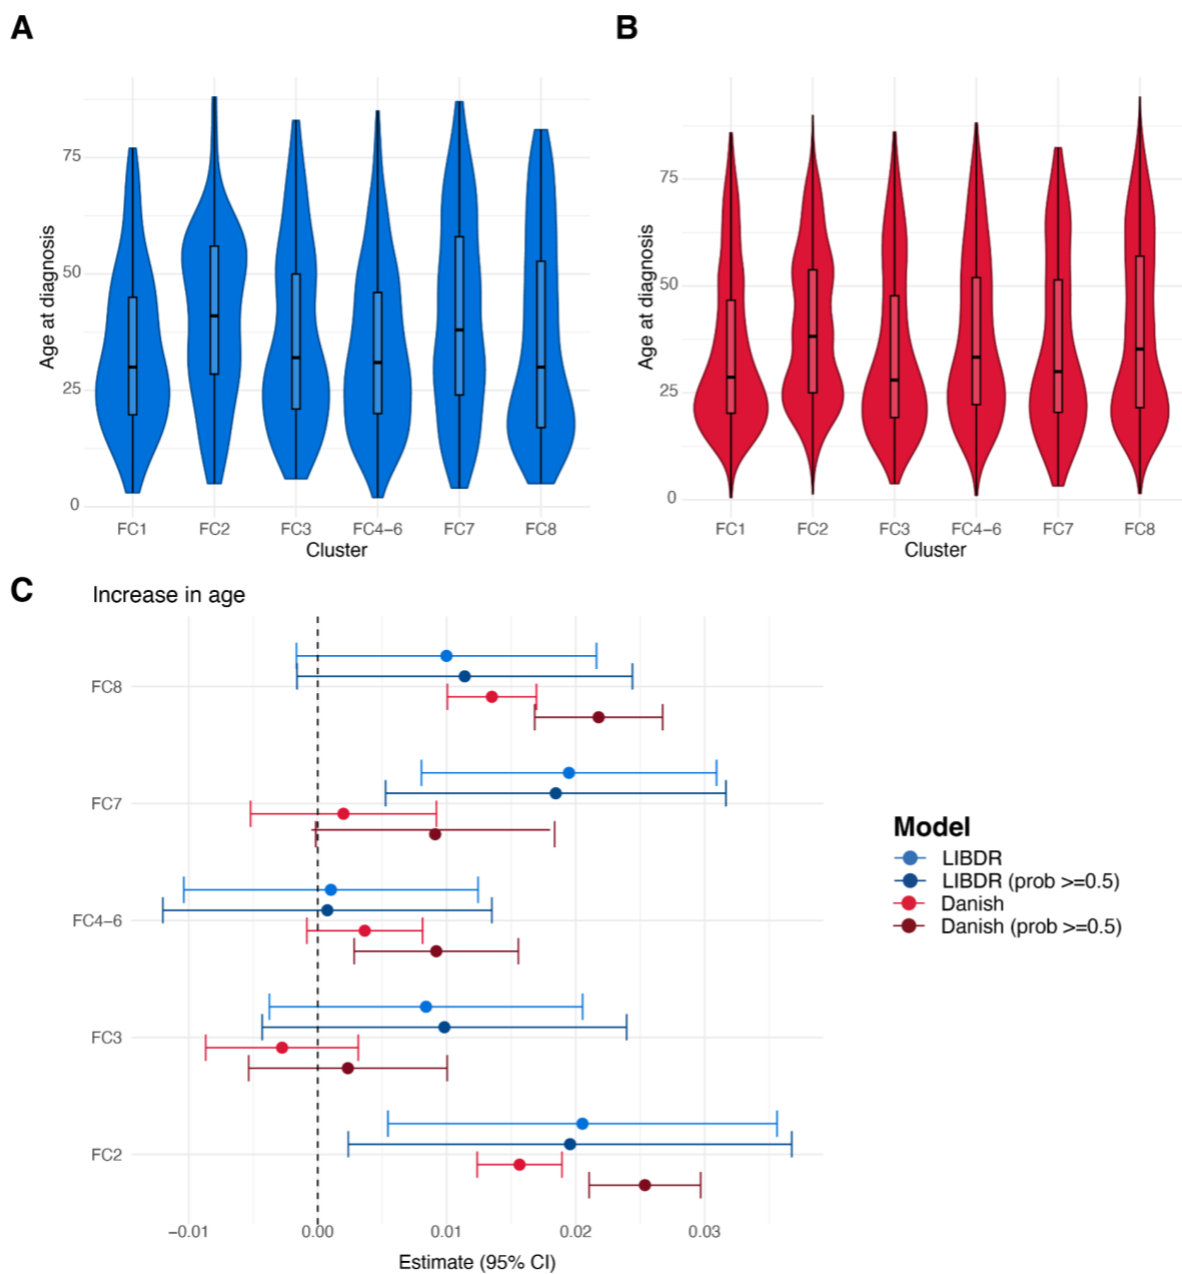 A
Age at diagnosis
75
50
25
0
FC1 FC2 FC3 FC4–6 FC7 FC8
Cluster
B
Age at diagnosis
75
50
25
0
FC1 FC2 FC3 FC4–6 FC7 FC8
Cluster
C
Increase in age
FC8
FC7
FC4–6
FC3
FC2
−0.01 0.00 0.01 0.02 0.03
Estimate (95% CI)
Model
LIBDR
LIBDR (prob >=0.5)
Danish
Danish (prob >=0.5)